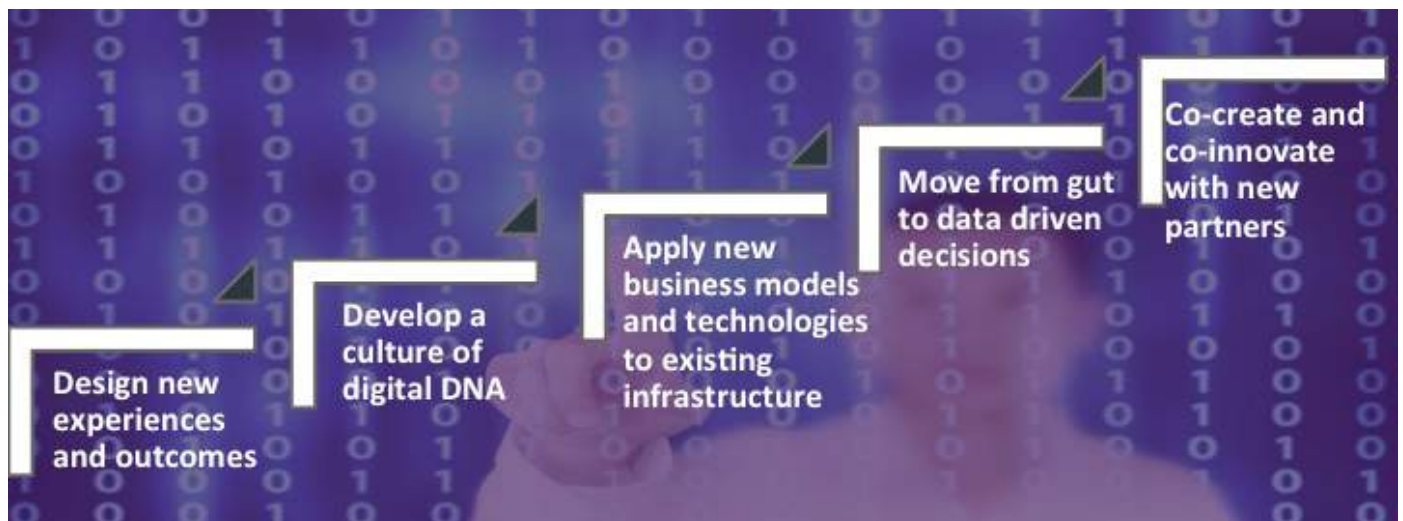 Design new
experiences
and outcomes
Develop a
culture of
digital DNA
Apply new
business models
and technologies
to existing
infrastructure
Move from gut
to data driven
decisions
Co-create and
co-innovate
with new
partners